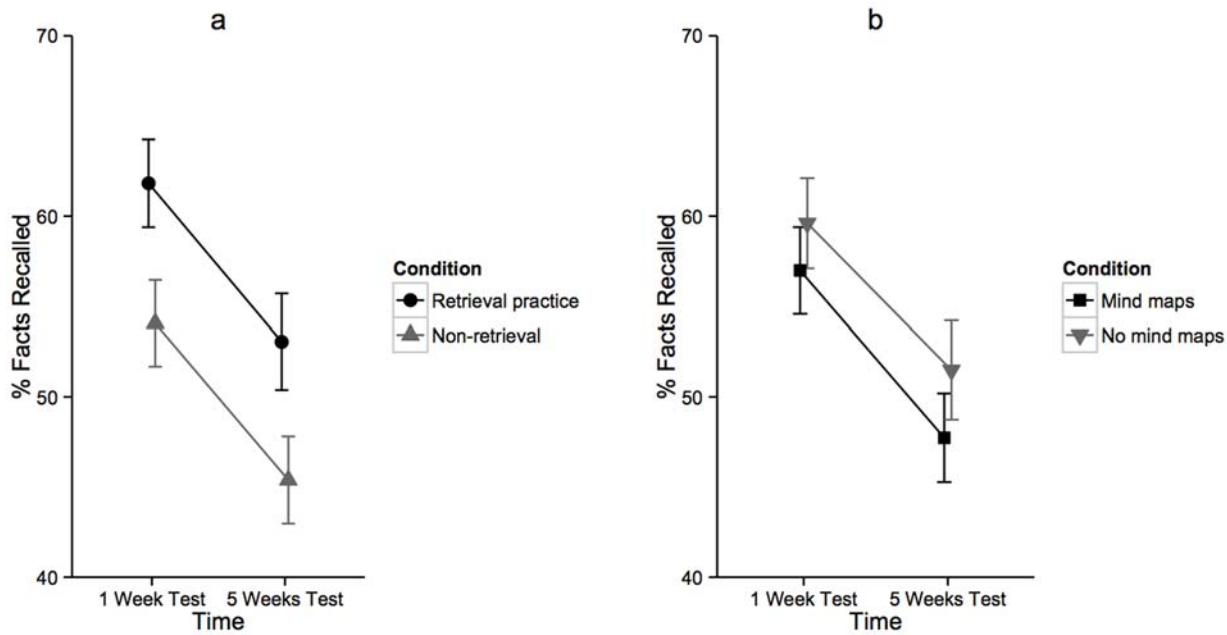 a
70
60
50
40
% Facts Recalled
1 Week Test
5 Weeks Test
Time
Condition
Retrieval practice
Non-retrieval
b
70
60
50
40
% Facts Recalled
1 Week Test
5 Weeks Test
Time
Condition
Mind maps
No mind maps